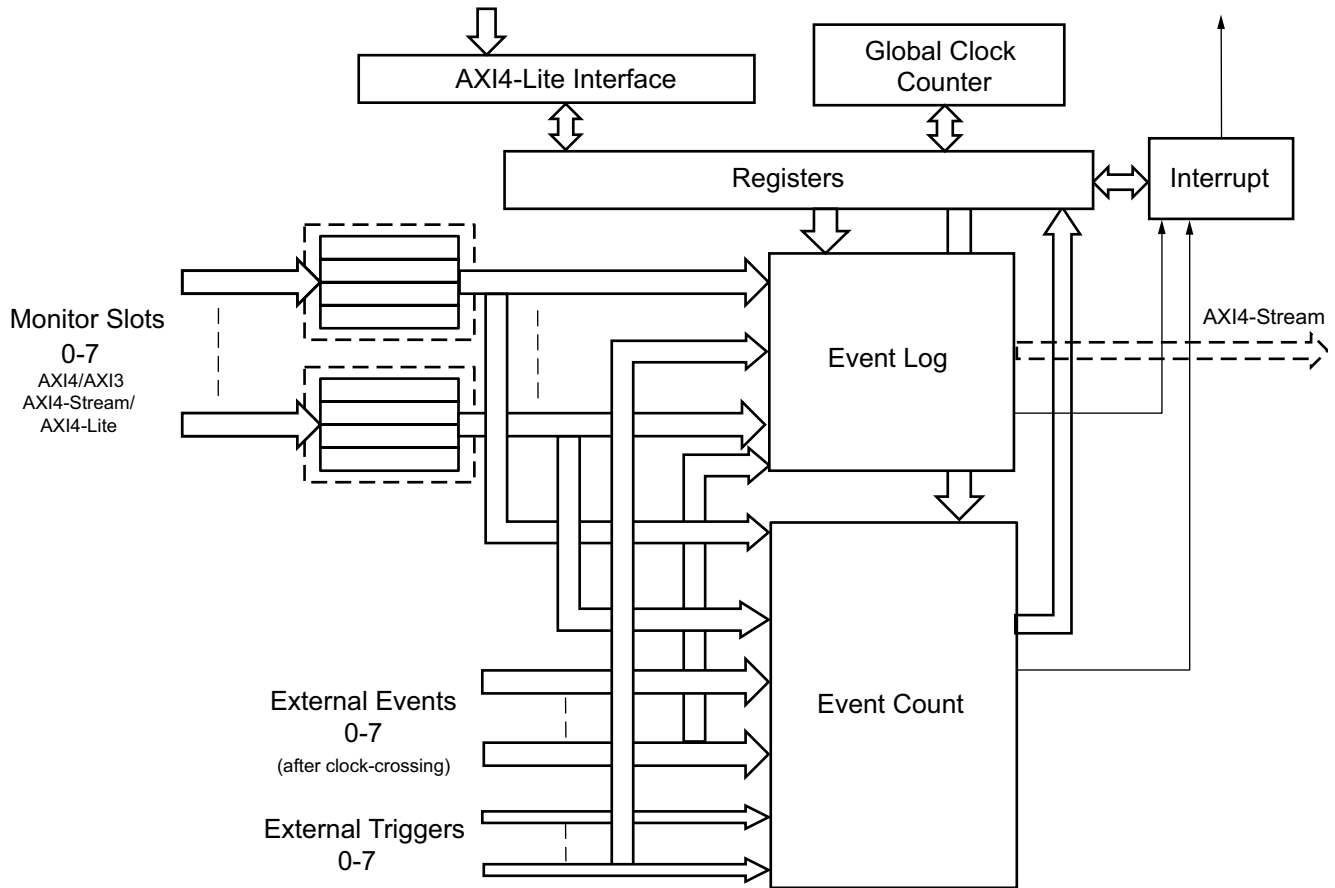 AXI4-Lite Interface
Global Clock
Counter
Registers
Interrupt
Monitor Slots
0-7
AXI4/AXI3
AXI4-Stream/
AXI4-Lite
Event Log
AXI4-Stream
External Events
0-7
(after clock-crossing)
Event Count
External Triggers
0-7